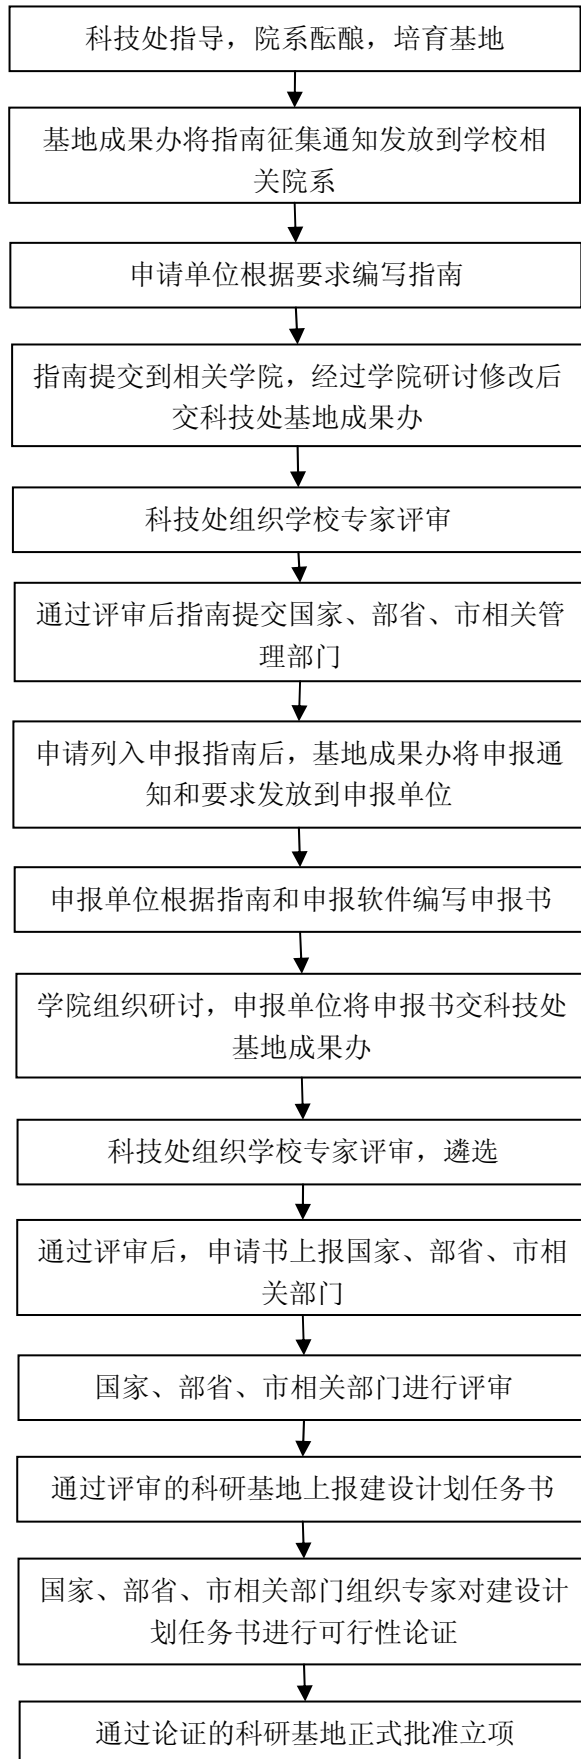 科技处指导，院系酝酿，培育基地
基地成果办将指南征集通知发放到学校相
关院系
申请单位根据要求编写指南
指南提交到相关学院，经过学院研讨修改后
交科技处基地成果办
科技处组织学校专家评审
通过评审后指南提交国家、部省、市相关管
理部门
申请列入申报指南后，基地成果办将申报通
知和要求发放到申报单位
申报单位根据指南和申报软件编写申报书
学院组织研讨，申报单位将申报书交科技处
基地成果办
科技处组织学校专家评审，遴选
通过评审后，申请书上报国家、部省、市相
关部门
国家、部省、市相关部门进行评审
通过评审的科研基地上报建设计划任务书
国家、部省、市相关部门组织专家对建设计
划任务书进行可行性论证
通过论证的科研基地正式批准立项